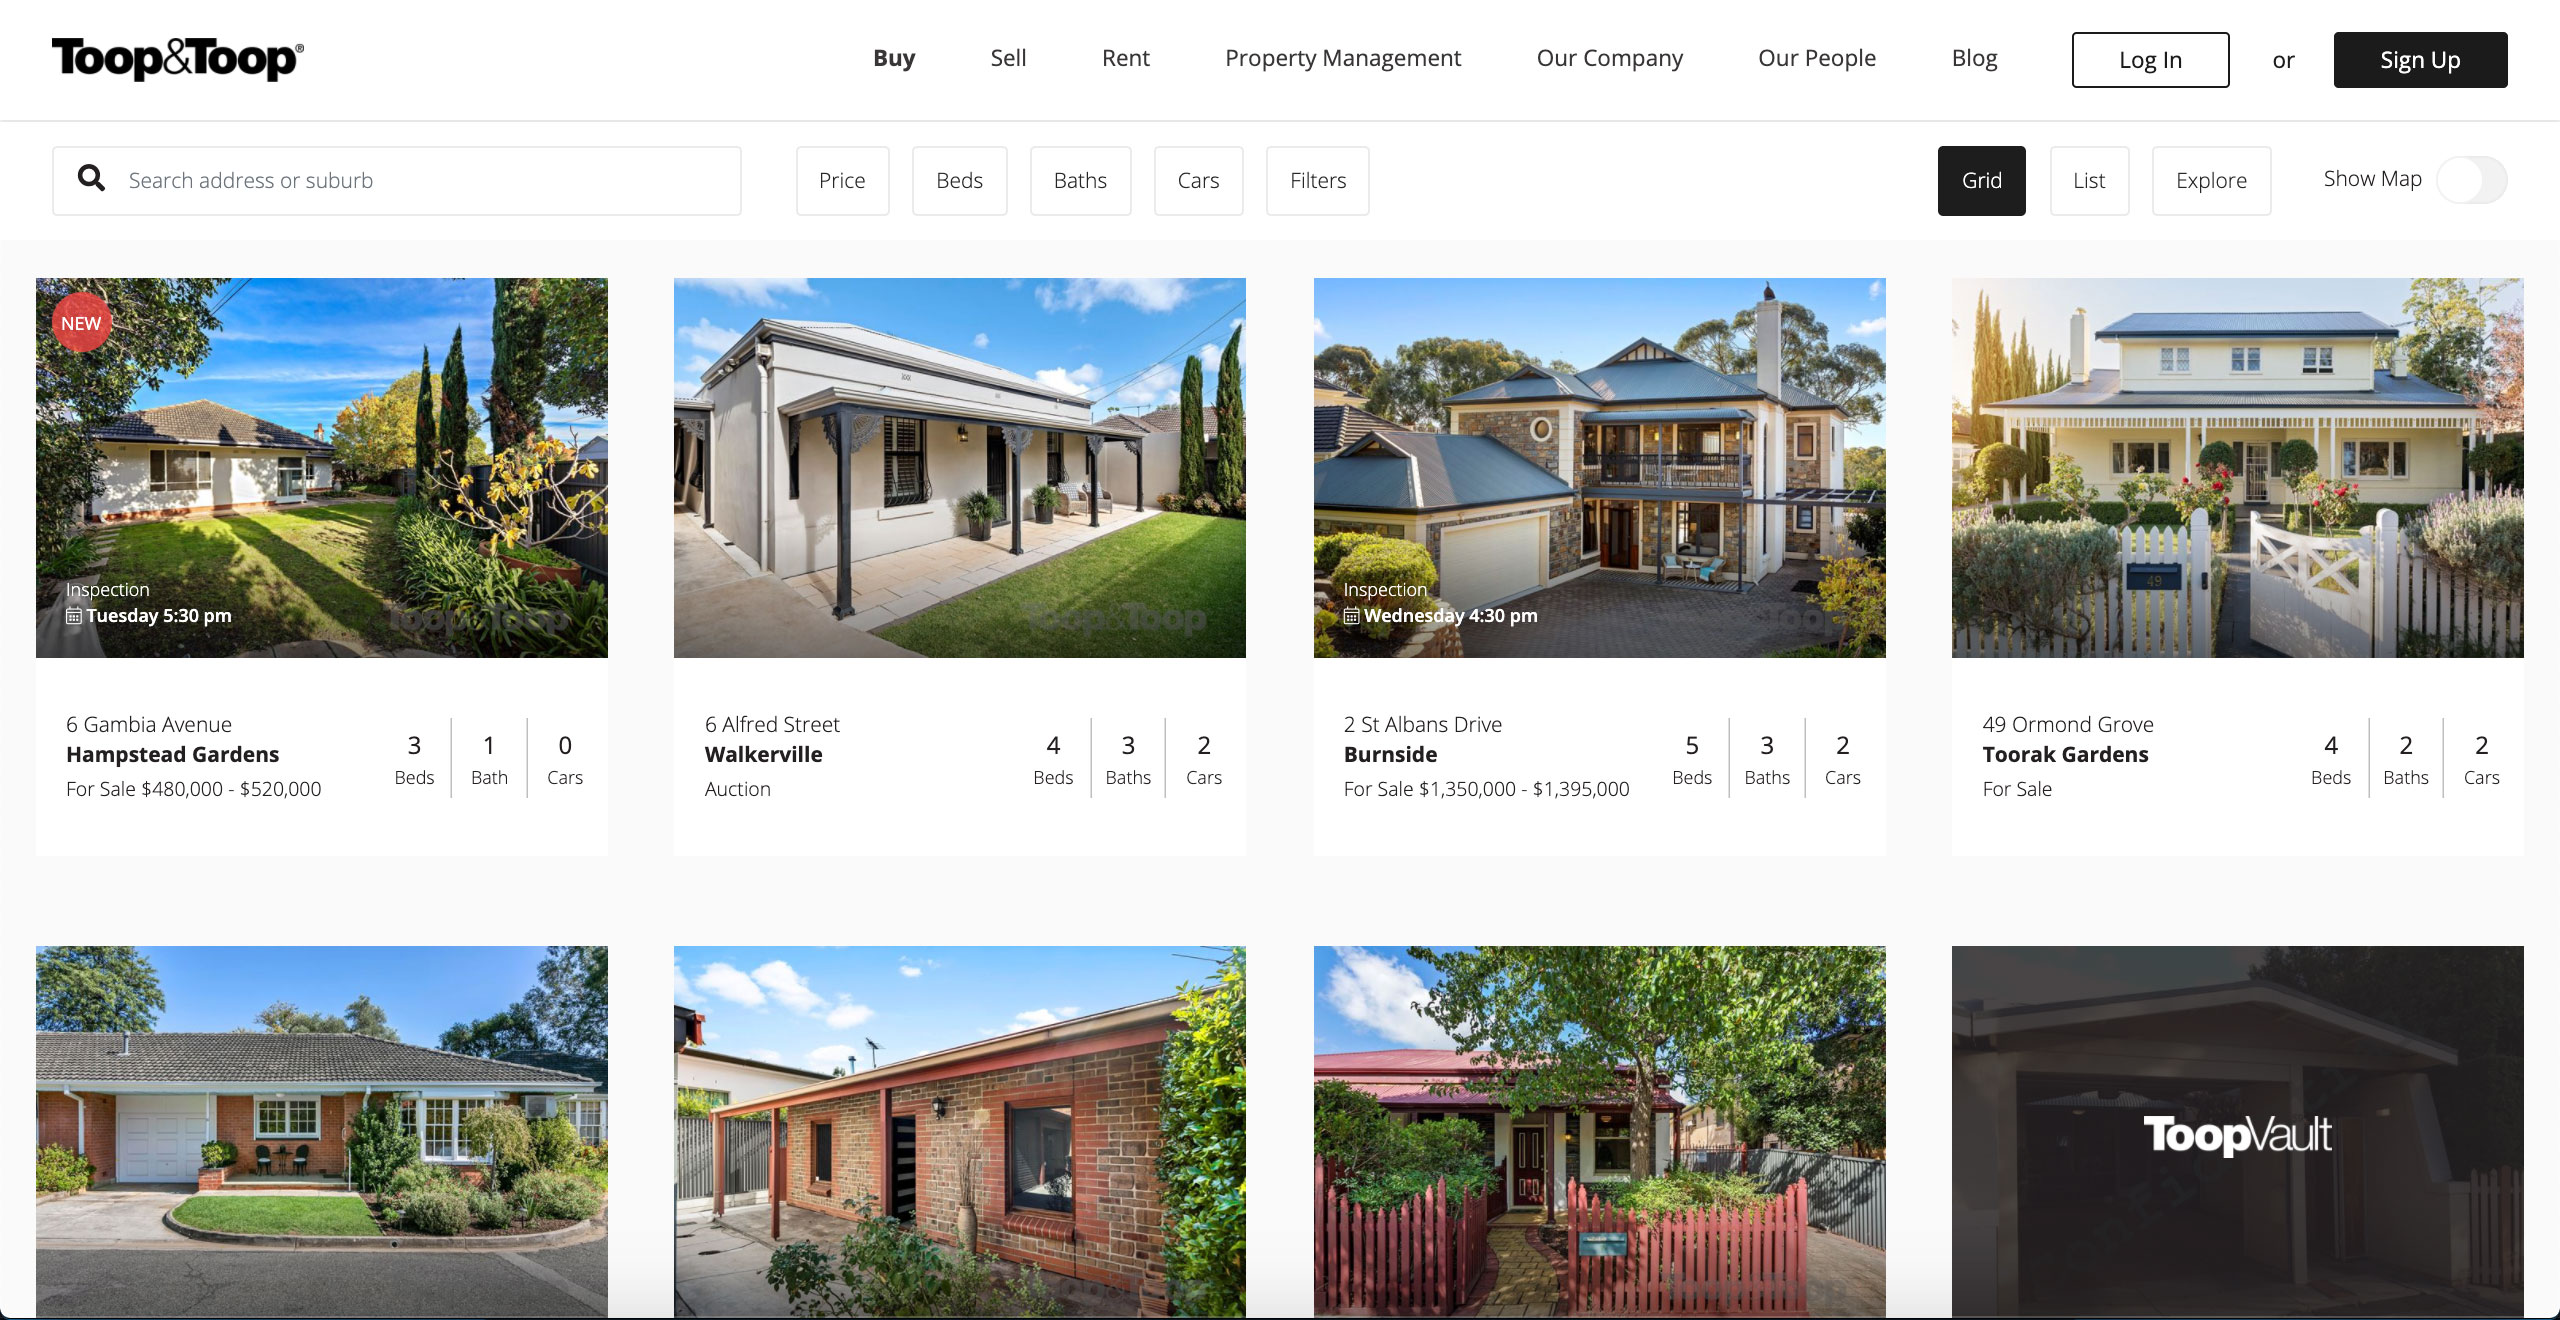 Toop&Toop®
Buy
Sell
Rent
Property Management
Our Company
Our People
Blog
Log In
or
Sign Up
Search address or suburb
Price
Beds
Baths
Cars
Filters
Grid
List
Explore
Show Map
NEW
Inspection
Tuesday 5:30 pm
Toop&Toop
6 Gambia Avenue
Hampstead Gardens
For Sale $480,000 - $520,000
3 1 0
Beds Bath Cars
Toop&Toop
6 Alfred Street
Walkerville
Auction
4 3 2
Beds Baths Cars
Inspection
Wednesday 4:30 pm
2 St Albans Drive
Burnside
For Sale $1,350,000 - $1,395,000
5 3 2
Beds Baths Cars
49
49 Ormond Grove
Toorak Gardens
For Sale
4 2 2
Beds Baths Cars
ToopVault